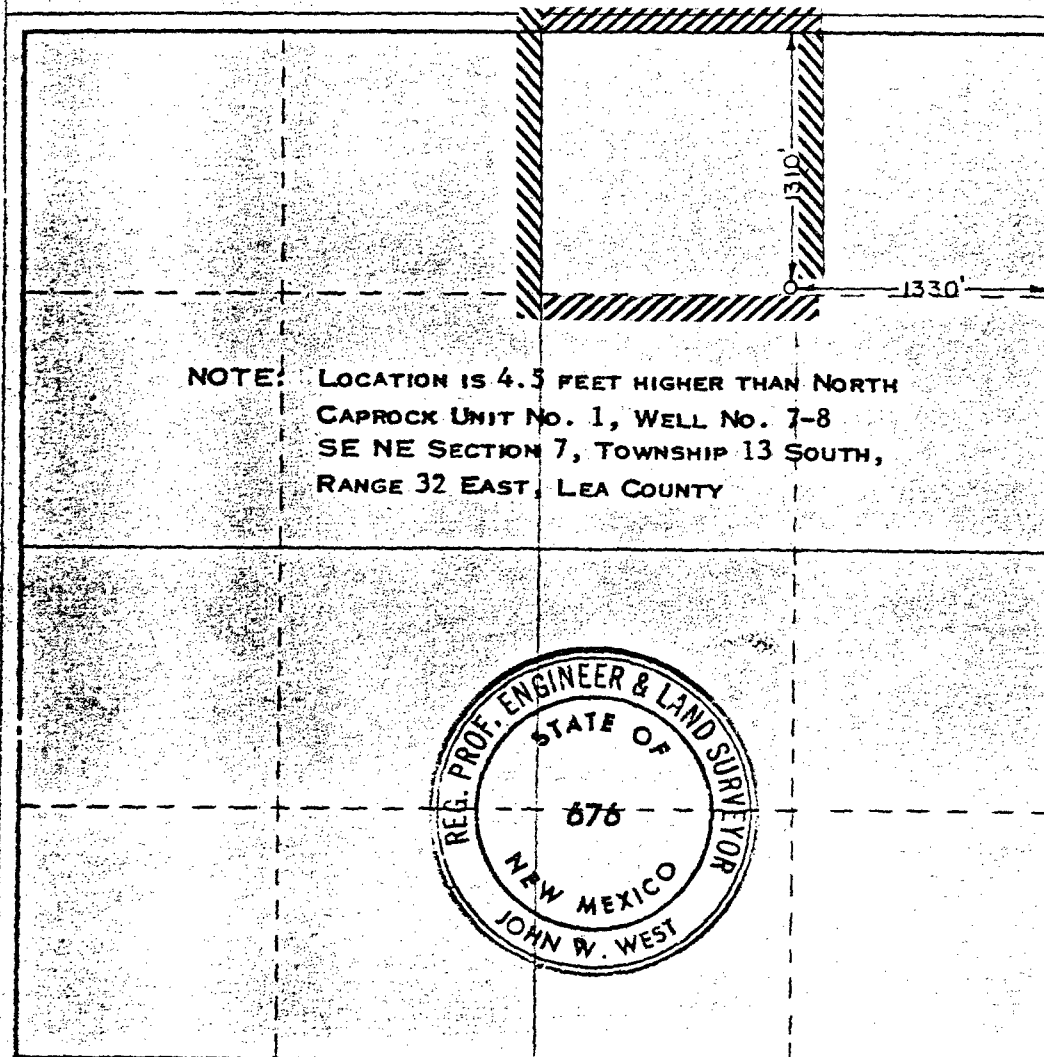 1310'
1330'
NOTE: LOCATION IS 4.5 FEET HIGHER THAN NORTH
CAPROCK UNIT NO. 1, WELL NO. 7-8
SE NE SECTION 7, TOWNSHIP 13 SOUTH,
RANGE 32 EAST, LEA COUNTY
REG. PROF. ENGINEER & LAND SURVEYOR
STATE OF
676
NEW MEXICO
JOHN W. WEST